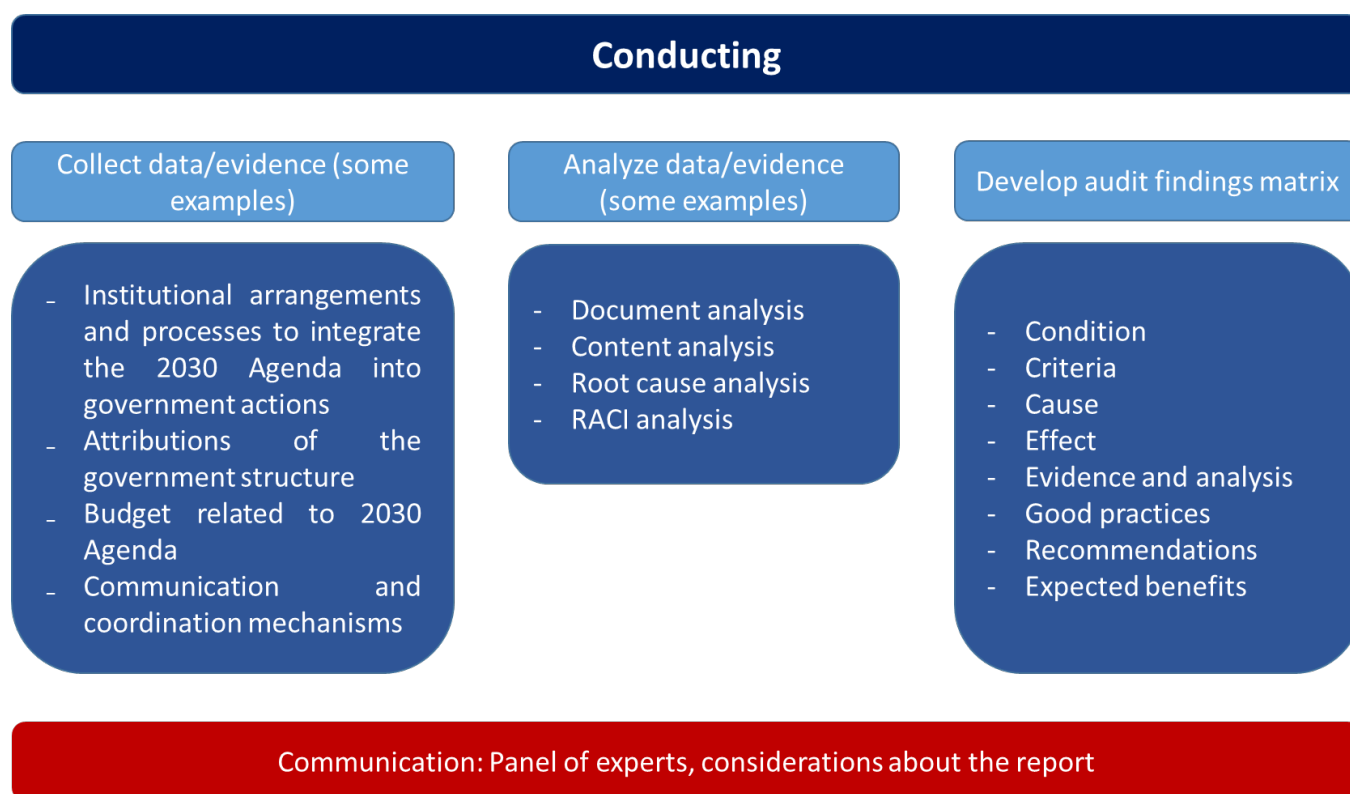 Conducting
Collect data/evidence (some
examples)
- Institutional arrangements
and processes to integrate
the 2030 Agenda into
government actions
- Attributions of the
government structure
- Budget related to 2030
Agenda
- Communication and
coordination mechanisms
Analyze data/evidence
(some examples)
- Document analysis
- Content analysis
- Root cause analysis
- RACI analysis
Develop audit findings matrix
- Condition
- Criteria
- Cause
- Effect
- Evidence and analysis
- Good practices
- Recommendations
- Expected benefits
Communication: Panel of experts, considerations about the report